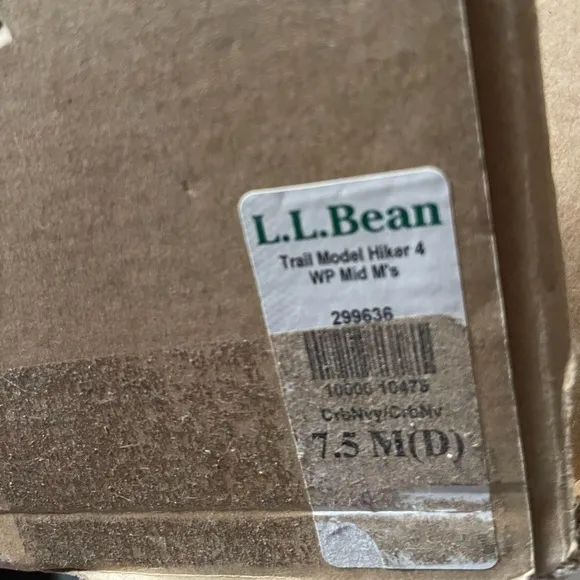 L.L.Bean
Trail Model Hiker 4
WP Mid M's
299636
10000 10475
CrbNvy/CrbNv
7.5 M(D)